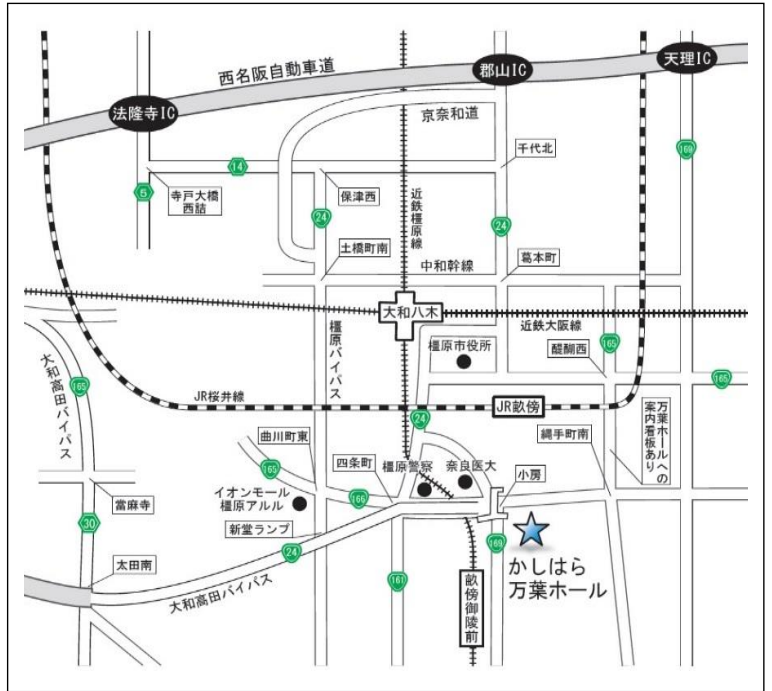 西名阪自動車道
郡山IC
天理IC
法隆寺IC
京奈和道
14
千代北
169
6
寺戸大橋
西詰
保津西
24
近鉄橿原線
24
土橋町南
中和幹線
葛本町
大和八木
近鉄大阪線
橿原バイパス
橿原市役所
165
醍醐西
大和高田バイパス
165
165
JR桜井線
24
JR畝傍
万葉ホールへの
案内看板あり
曲川町東
縄手町南
165
四条町
橿原警察
奈良医大
小房
當麻寺
イオンモール
橿原アルル
166
30
新堂ランプ
24
169
かしはら
万葉ホール
太田南
大和高田バイパス
161
畝傍御陵前